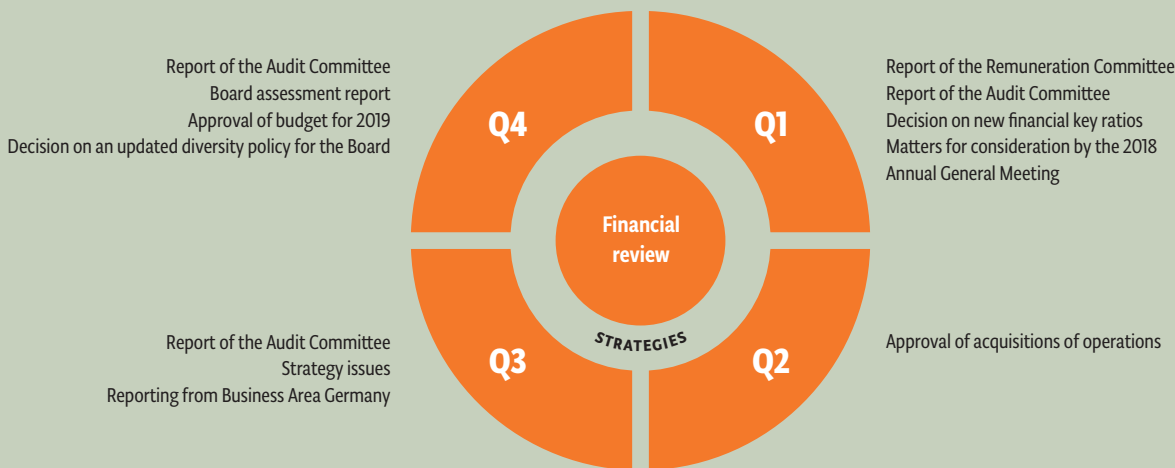 Report of the Audit Committee
Board assessment report
Approval of budget for 2019
Decision on an updated diversity policy for the Board
Q4
Q1
Report of the Remuneration Committee
Report of the Audit Committee
Decision on new financial key ratios
Matters for consideration by the 2018
Annual General Meeting
Financial
review
STRATEGIES
Report of the Audit Committee
Strategy issues
Reporting from Business Area Germany
Q3
Q2
Approval of acquisitions of operations